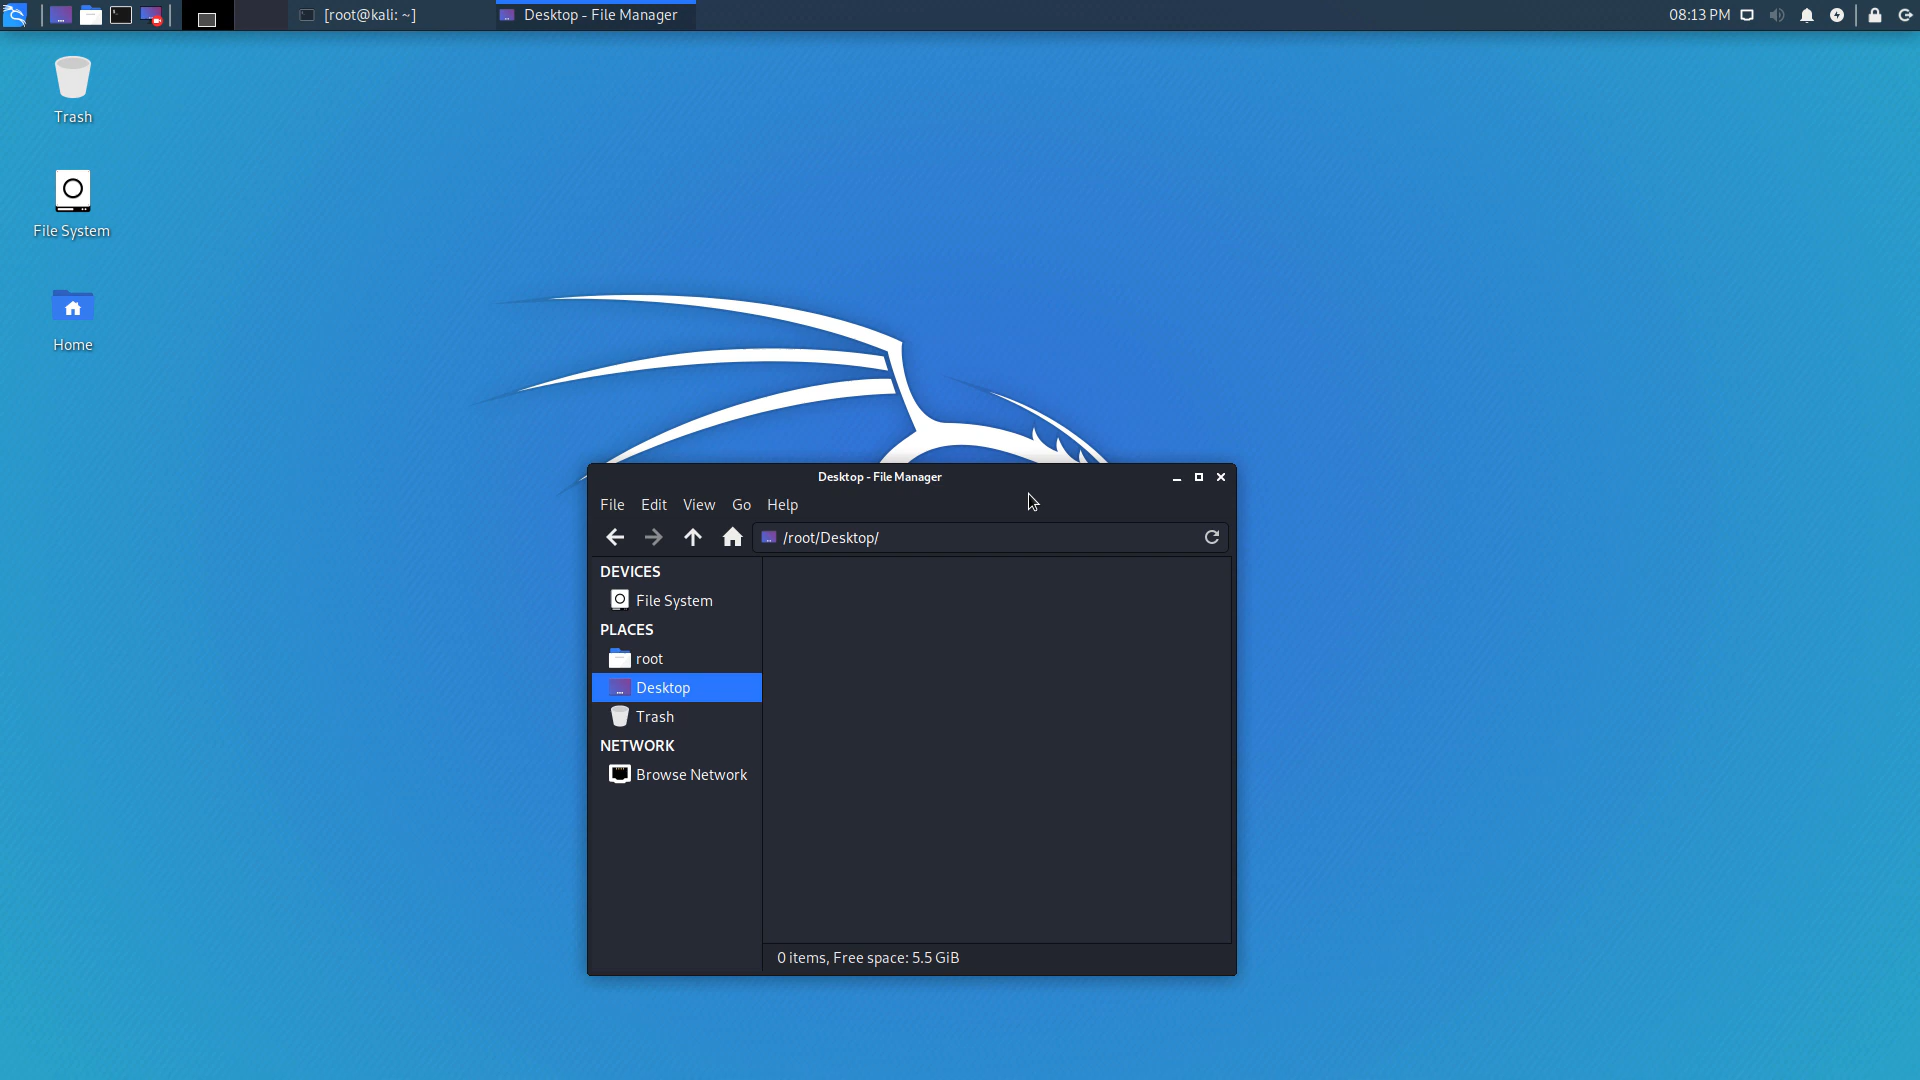 [root@kali: ~]
Desktop - File Manager
08:13 PM
Trash
File System
Home
Desktop - File Manager
File Edit View Go Help
/root/Desktop/
DEVICES
File System
PLACES
root
Desktop
Trash
NETWORK
Browse Network
0 items, Free space: 5.5 GiB